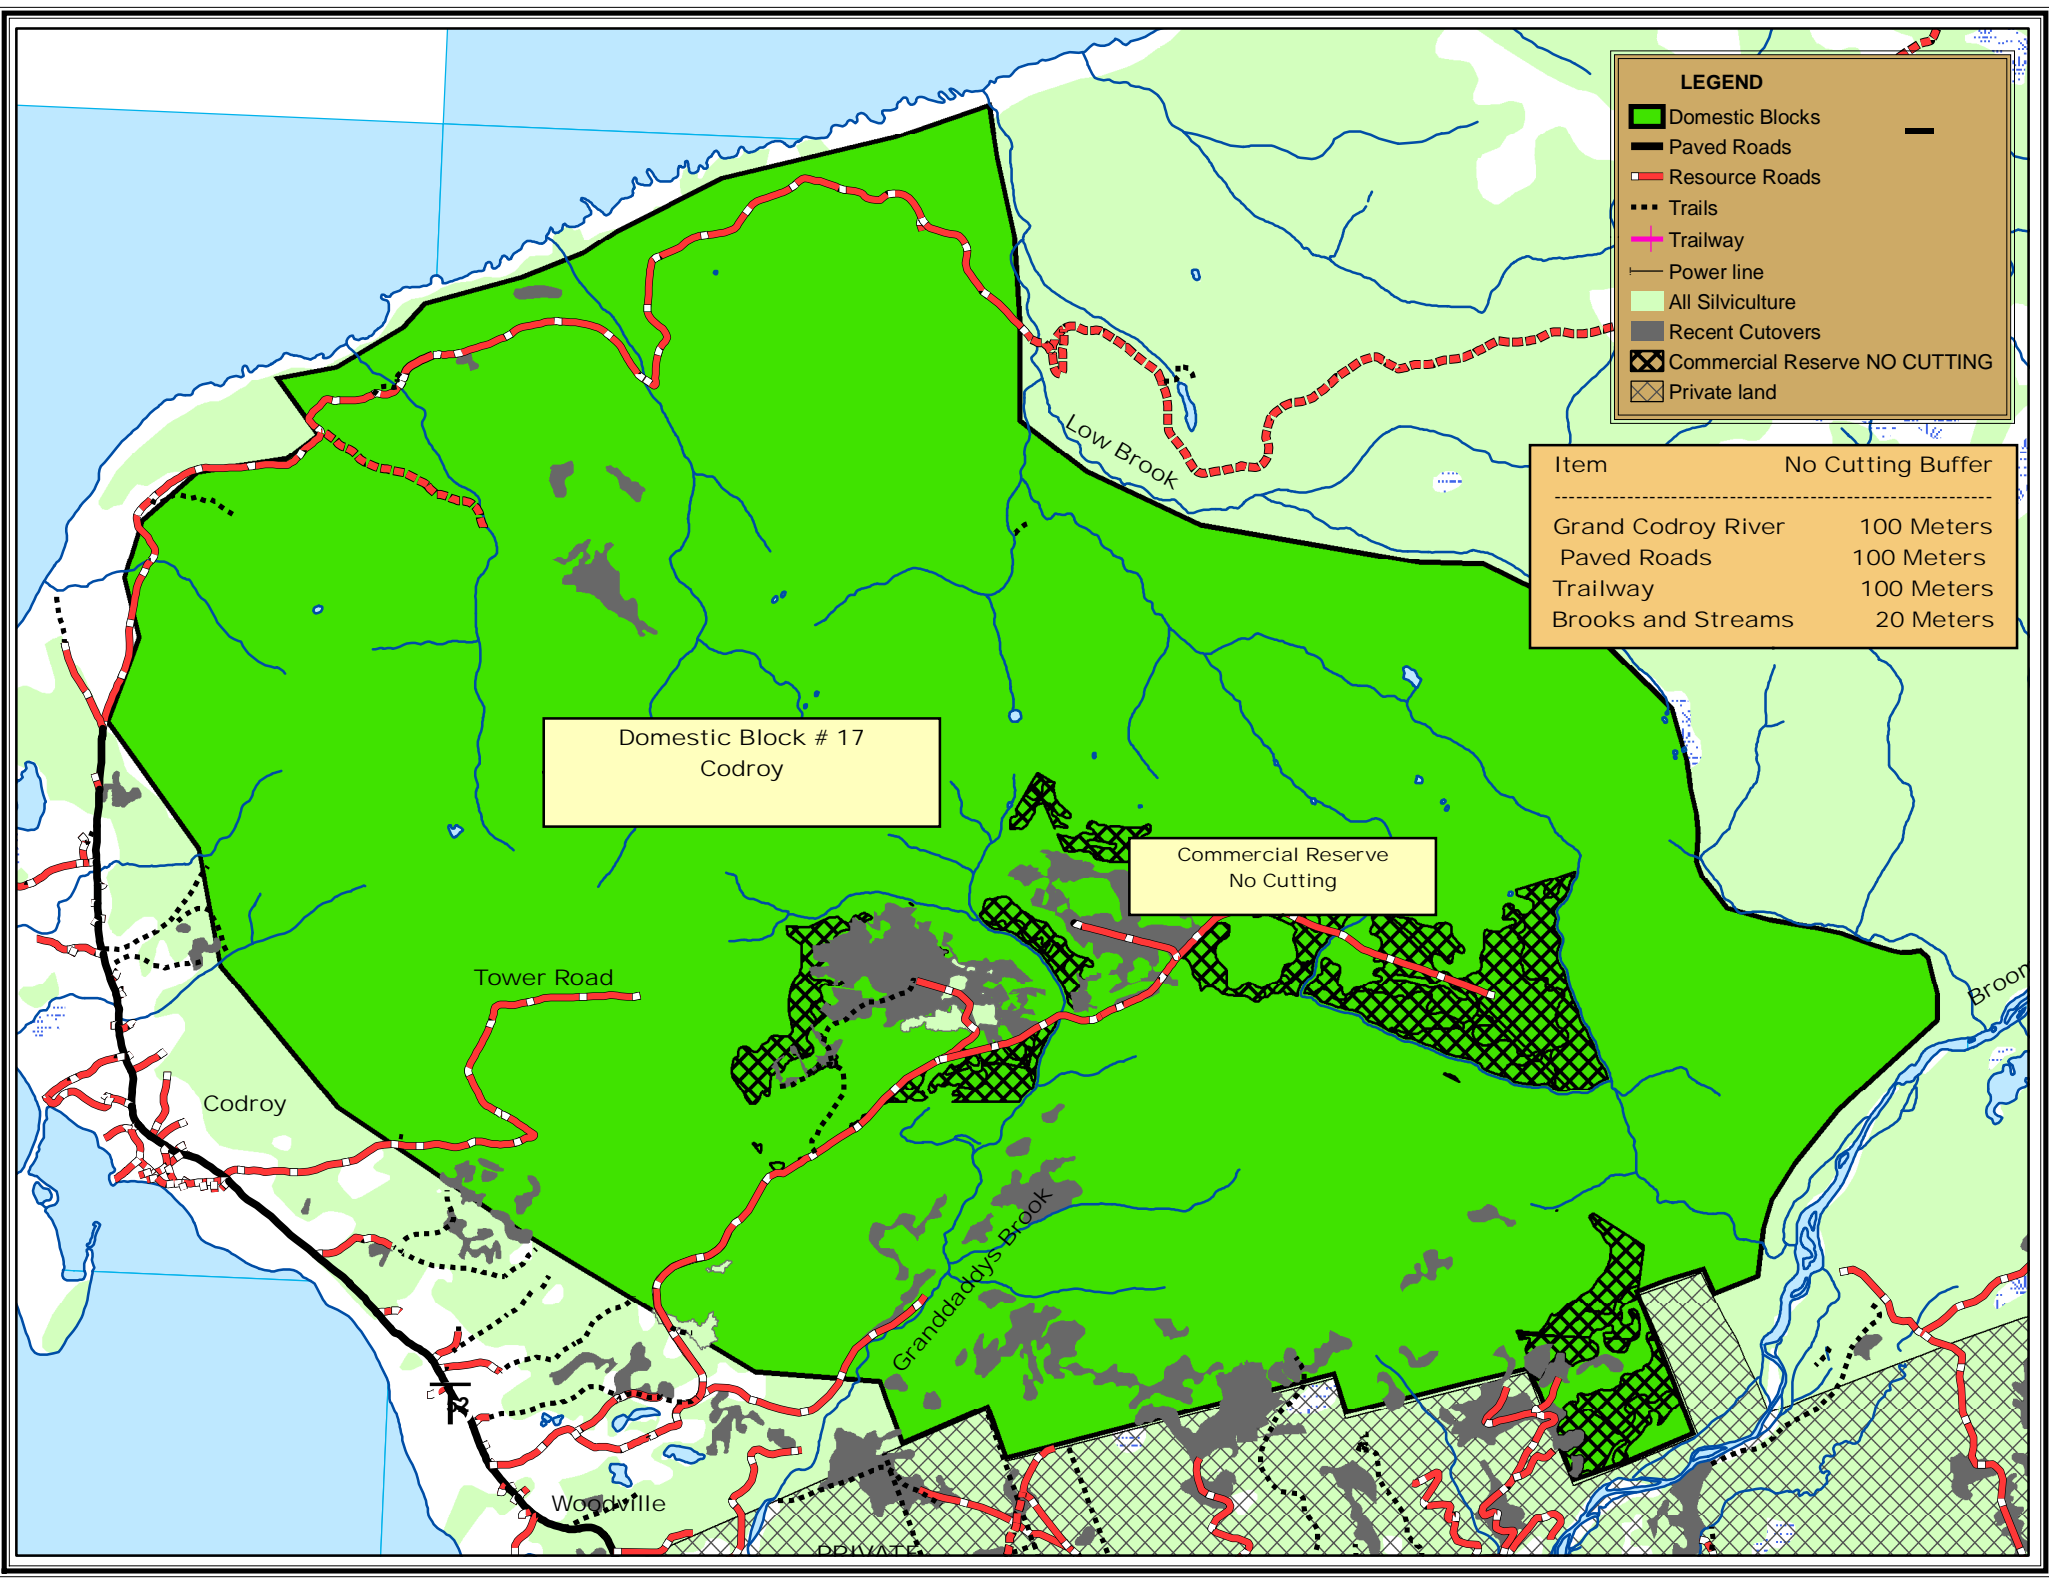 LEGEND
Domestic Blocks
Paved Roads
Resource Roads
Trails
Trailway
Power line
All Silviculture
Recent Cutovers
Commercial Reserve NO CUTTING
Private land
Low Brook
Item No Cutting Buffer
Grand Codroy River 100 Meters
Paved Roads 100 Meters
Trailway 100 Meters
Brooks and Streams 20 Meters
Domestic Block # 17
Codroy
Commercial Reserve
No Cutting
Tower Road
Broom
Codroy
Granddaddys Brook
Woodville
PRIVATE